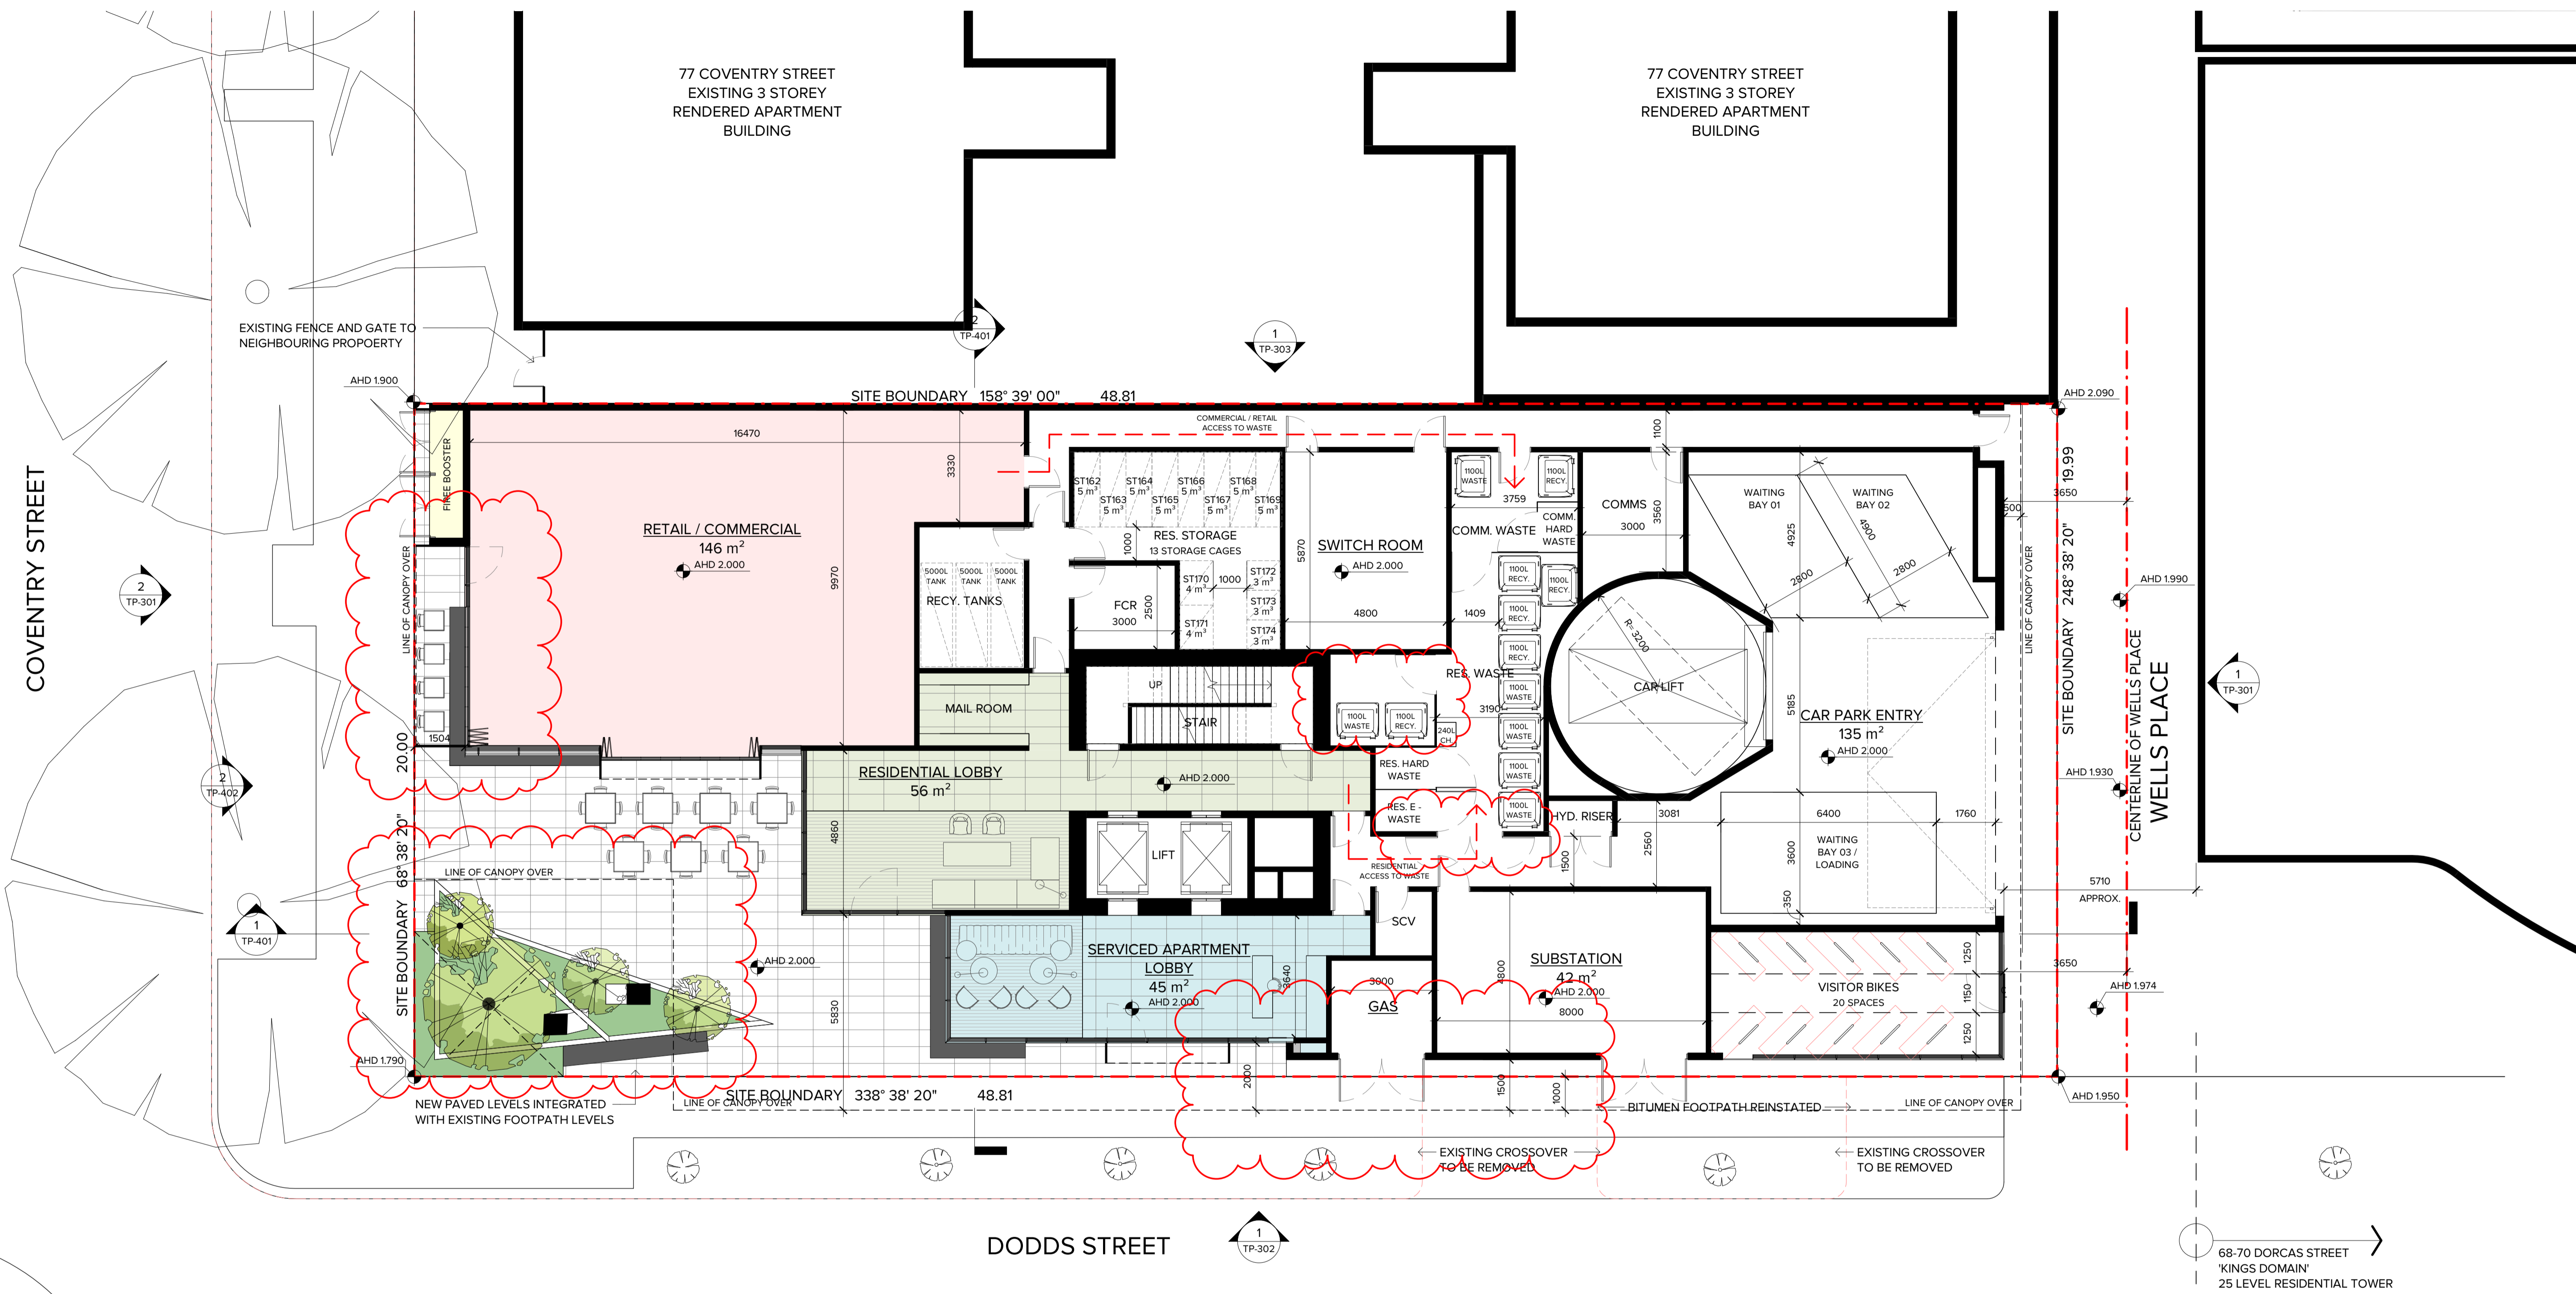 77 COVENTRY STREET
EXISTING 3 STOREY
RENDERED APARTMENT
BUILDING
77 COVENTRY STREET
EXISTING 3 STOREY
RENDERED APARTMENT
BUILDING
EXISTING FENCE AND GATE TO
NEIGHBOURING PROPOERTY
2
TP-401
1
TP-303
AHD 1.900
SITE BOUNDARY 158° 39' 00" 48.81
AHD 2.090
COVENTRY STREET
FIREE BOOSTER
16470
3330
COMMERCIAL / RETAIL
ACCESS TO WASTE
1100
RETAIL / COMMERCIAL
146 m²
AHD 2.000
9970
ST162
5 m³
ST163
5 m³
ST164
5 m³
ST165
5 m³
ST166
5 m³
ST167
5 m³
ST168
5 m³
ST169
5 m³
RES. STORAGE
13 STORAGE CAGES
1000
ST170
4 m³
1000
ST171
4 m³
ST172
3 m³
ST173
3 m³
ST174
3 m³
5870
SWITCH ROOM
AHD 2.000
4800
1100L
WASTE
1100L
RECY.
3759
COMM. WASTE
COMM.
HARD
WASTE
COMMS
3000
3560
WAITING
BAY 01
WAITING
BAY 02
4925
4900
2800
2800
3650
500
SITE BOUNDARY 248° 38' 20" 19.99
LINE OF CANOPY OVER
AHD 1.990
5000L
TANK
5000L
TANK
5000L
TANK
RECY. TANKS
FCR
3000
2500
1409
1100L
RECY.
1100L
RECY.
1100L
RECY.
1100L
RECY.
1100L
WASTE
1100L
WASTE
1100L
WASTE
1100L
WASTE
R= 3200
CAR LIFT
5185
CAR PARK ENTRY
135 m²
AHD 2.000
CENTERLINE OF WELLS PLACE
WELLS PLACE
1
TP-301
2
TP-301
LINE OF CANOPY OVER
1504
MAIL ROOM
UP
STAIR
RES. WASTE
3190
1100L
WASTE
1100L
RECY.
240L
CH.
RES. HARD
WASTE
RES. E -
WASTE
HYD. RISER
3081
6400
1760
AHD 1.930
WAITING
BAY 03 /
LOADING
3600
350
1500
2560
2
TP-402
RESIDENTIAL LOBBY
56 m²
AHD 2.000
4860
LIFT
RESIDENTIAL
ACCESS TO WASTE
SITE BOUNDARY 68° 38' 20" 20.00
LINE OF CANOPY OVER
1
TP-401
5710
APPROX.
SCV
SERVICED APARTMENT
LOBBY
45 m²
AHD 2.000
3640
AHD 2.000
5830
3000
GAS
4800
SUBSTATION
42 m²
AHD 2.000
8000
VISITOR BIKES
20 SPACES
1250
1150
1250
3650
AHD 1.974
AHD 1.790
NEW PAVED LEVELS INTEGRATED
WITH EXISTING FOOTPATH LEVELS
SITE BOUNDARY 338° 38' 20" 48.81
LINE OF CANOPY OVER
2000
1500
1000
BITUMEN FOOTPATH REINSTATED
LINE OF CANOPY OVER
AHD 1.950
EXISTING CROSSOVER
TO BE REMOVED
EXISTING CROSSOVER
TO BE REMOVED
DODDS STREET
1
TP-302
68-70 DORCAS STREET
'KINGS DOMAIN'
25 LEVEL RESIDENTIAL TOWER